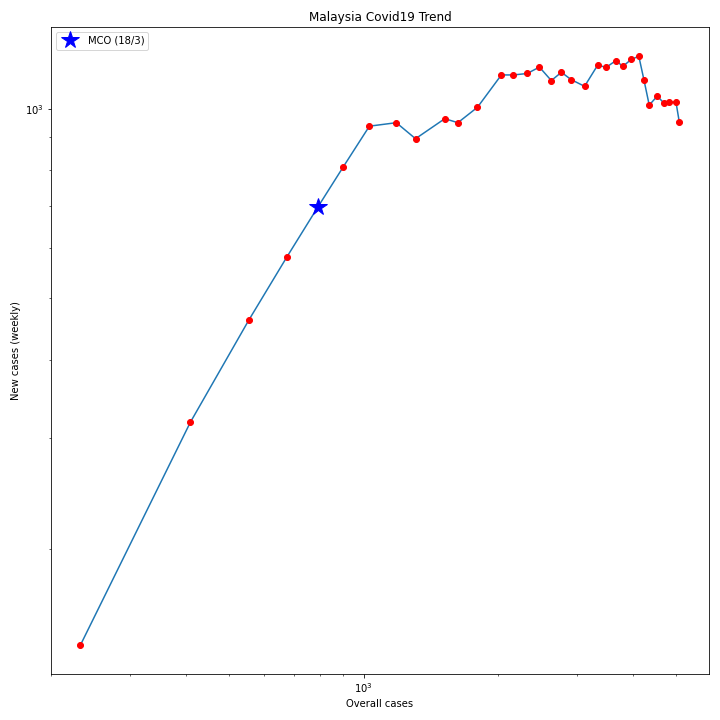 Malaysia Covid19 Trend
MCO (18/3)
10³
New cases (weekly)
10³
Overall cases